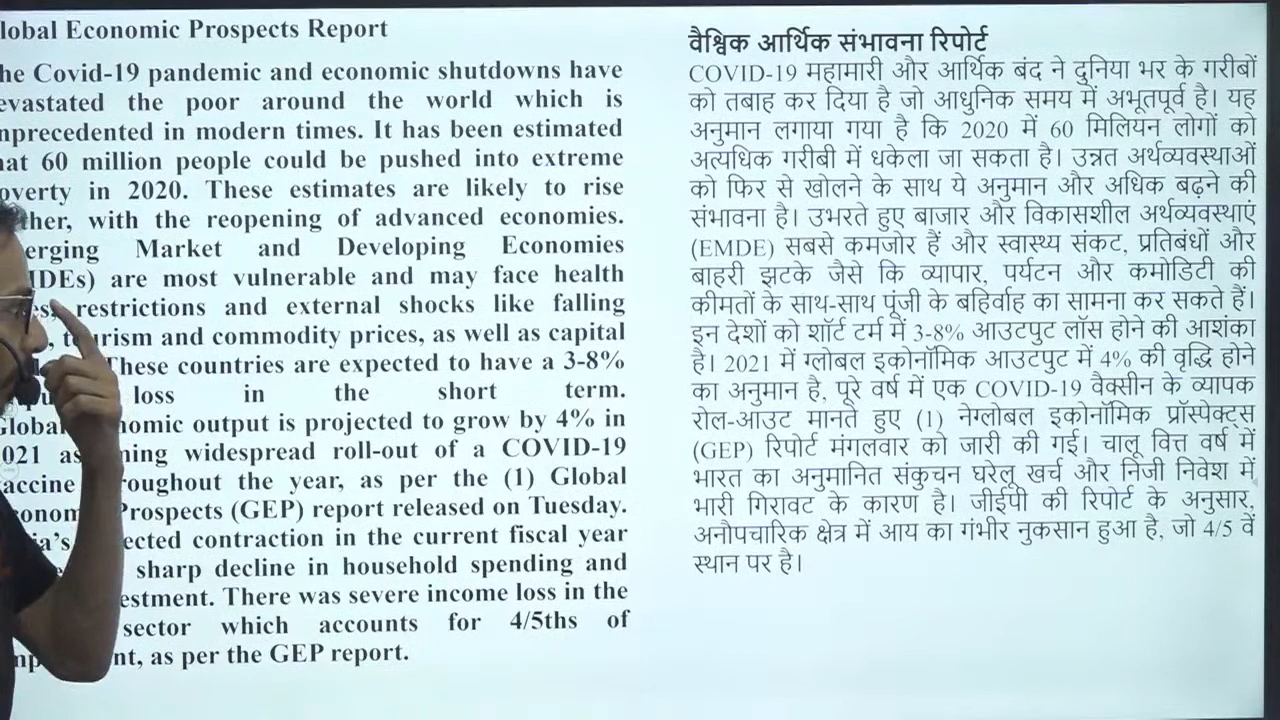 lobal Economic Prospects Report
he Covid-19 pandemic and economic shutdowns have
evastated the poor around the world which is
nprecedented in modern times. It has been estimated
hat 60 million people could be pushed into extreme
overty in 2020. These estimates are likely to rise
ther, with the reopening of advanced economies.
erging Market and Developing Economies
IDEs) are most vulnerable and may face health
es, restrictions and external shocks like falling
, tourism and commodity prices, as well as capital
These countries are expected to have a 3-8%
loss in the short term.
Global nomic output is projected to grow by 4% in
021 as ming widespread roll-out of a COVID-19
accine roughout the year, as per the (1) Global
conom Prospects (GEP) report released on Tuesday.
ia's ected contraction in the current fiscal year
sharp decline in household spending and
estment. There was severe income loss in the
sector which accounts for 4/5ths of
nt, as per the GEP report.
वैश्विक आर्थिक संभावना रिपोर्ट
COVID-19 महामारी और आर्थिक बंद ने दुनिया भर के गरीबों
को तबाह कर दिया है जो आधुनिक समय में अभूतपूर्व है। यह
अनुमान लगाया गया है कि 2020 में 60 मिलियन लोगों को
अत्यधिक गरीबी में धकेला जा सकता है। उन्नत अर्थव्यवस्थाओं
को फिर से खोलने के साथ ये अनुमान और अधिक बढ़ने की
संभावना है। उभरते हुए बाजार और विकासशील अर्थव्यवस्थाएं
(EMDE) सबसे कमजोर हैं और स्वास्थ्य संकट, प्रतिबंधों और
बाहरी झटके जैसे कि व्यापार, पर्यटन और कमोडिटी की
कीमतों के साथ-साथ पूंजी के बहिर्वाह का सामना कर सकते हैं।
इन देशों को शॉर्ट टर्म में 3-8% आउटपुट लॉस होने की आशंका
है। 2021 में ग्लोबल इकोनॉमिक आउटपुट में 4% की वृद्धि होने
का अनुमान है, पूरे वर्ष में एक COVID-19 वैक्सीन के व्यापक
रोल-आउट मानते हुए (1) नेग्लोबल इकोनॉमिक प्रॉस्पेक्ट्स
(GEP) रिपोर्ट मंगलवार को जारी की गई। चालू वित्त वर्ष में
भारत का अनुमानित संकुचन घरेलू खर्च और निजी निवेश में
भारी गिरावट के कारण है। जीईपी की रिपोर्ट के अनुसार,
अनौपचारिक क्षेत्र में आय का गंभीर नुकसान हुआ है, जो 4/5 वें
स्थान पर है।